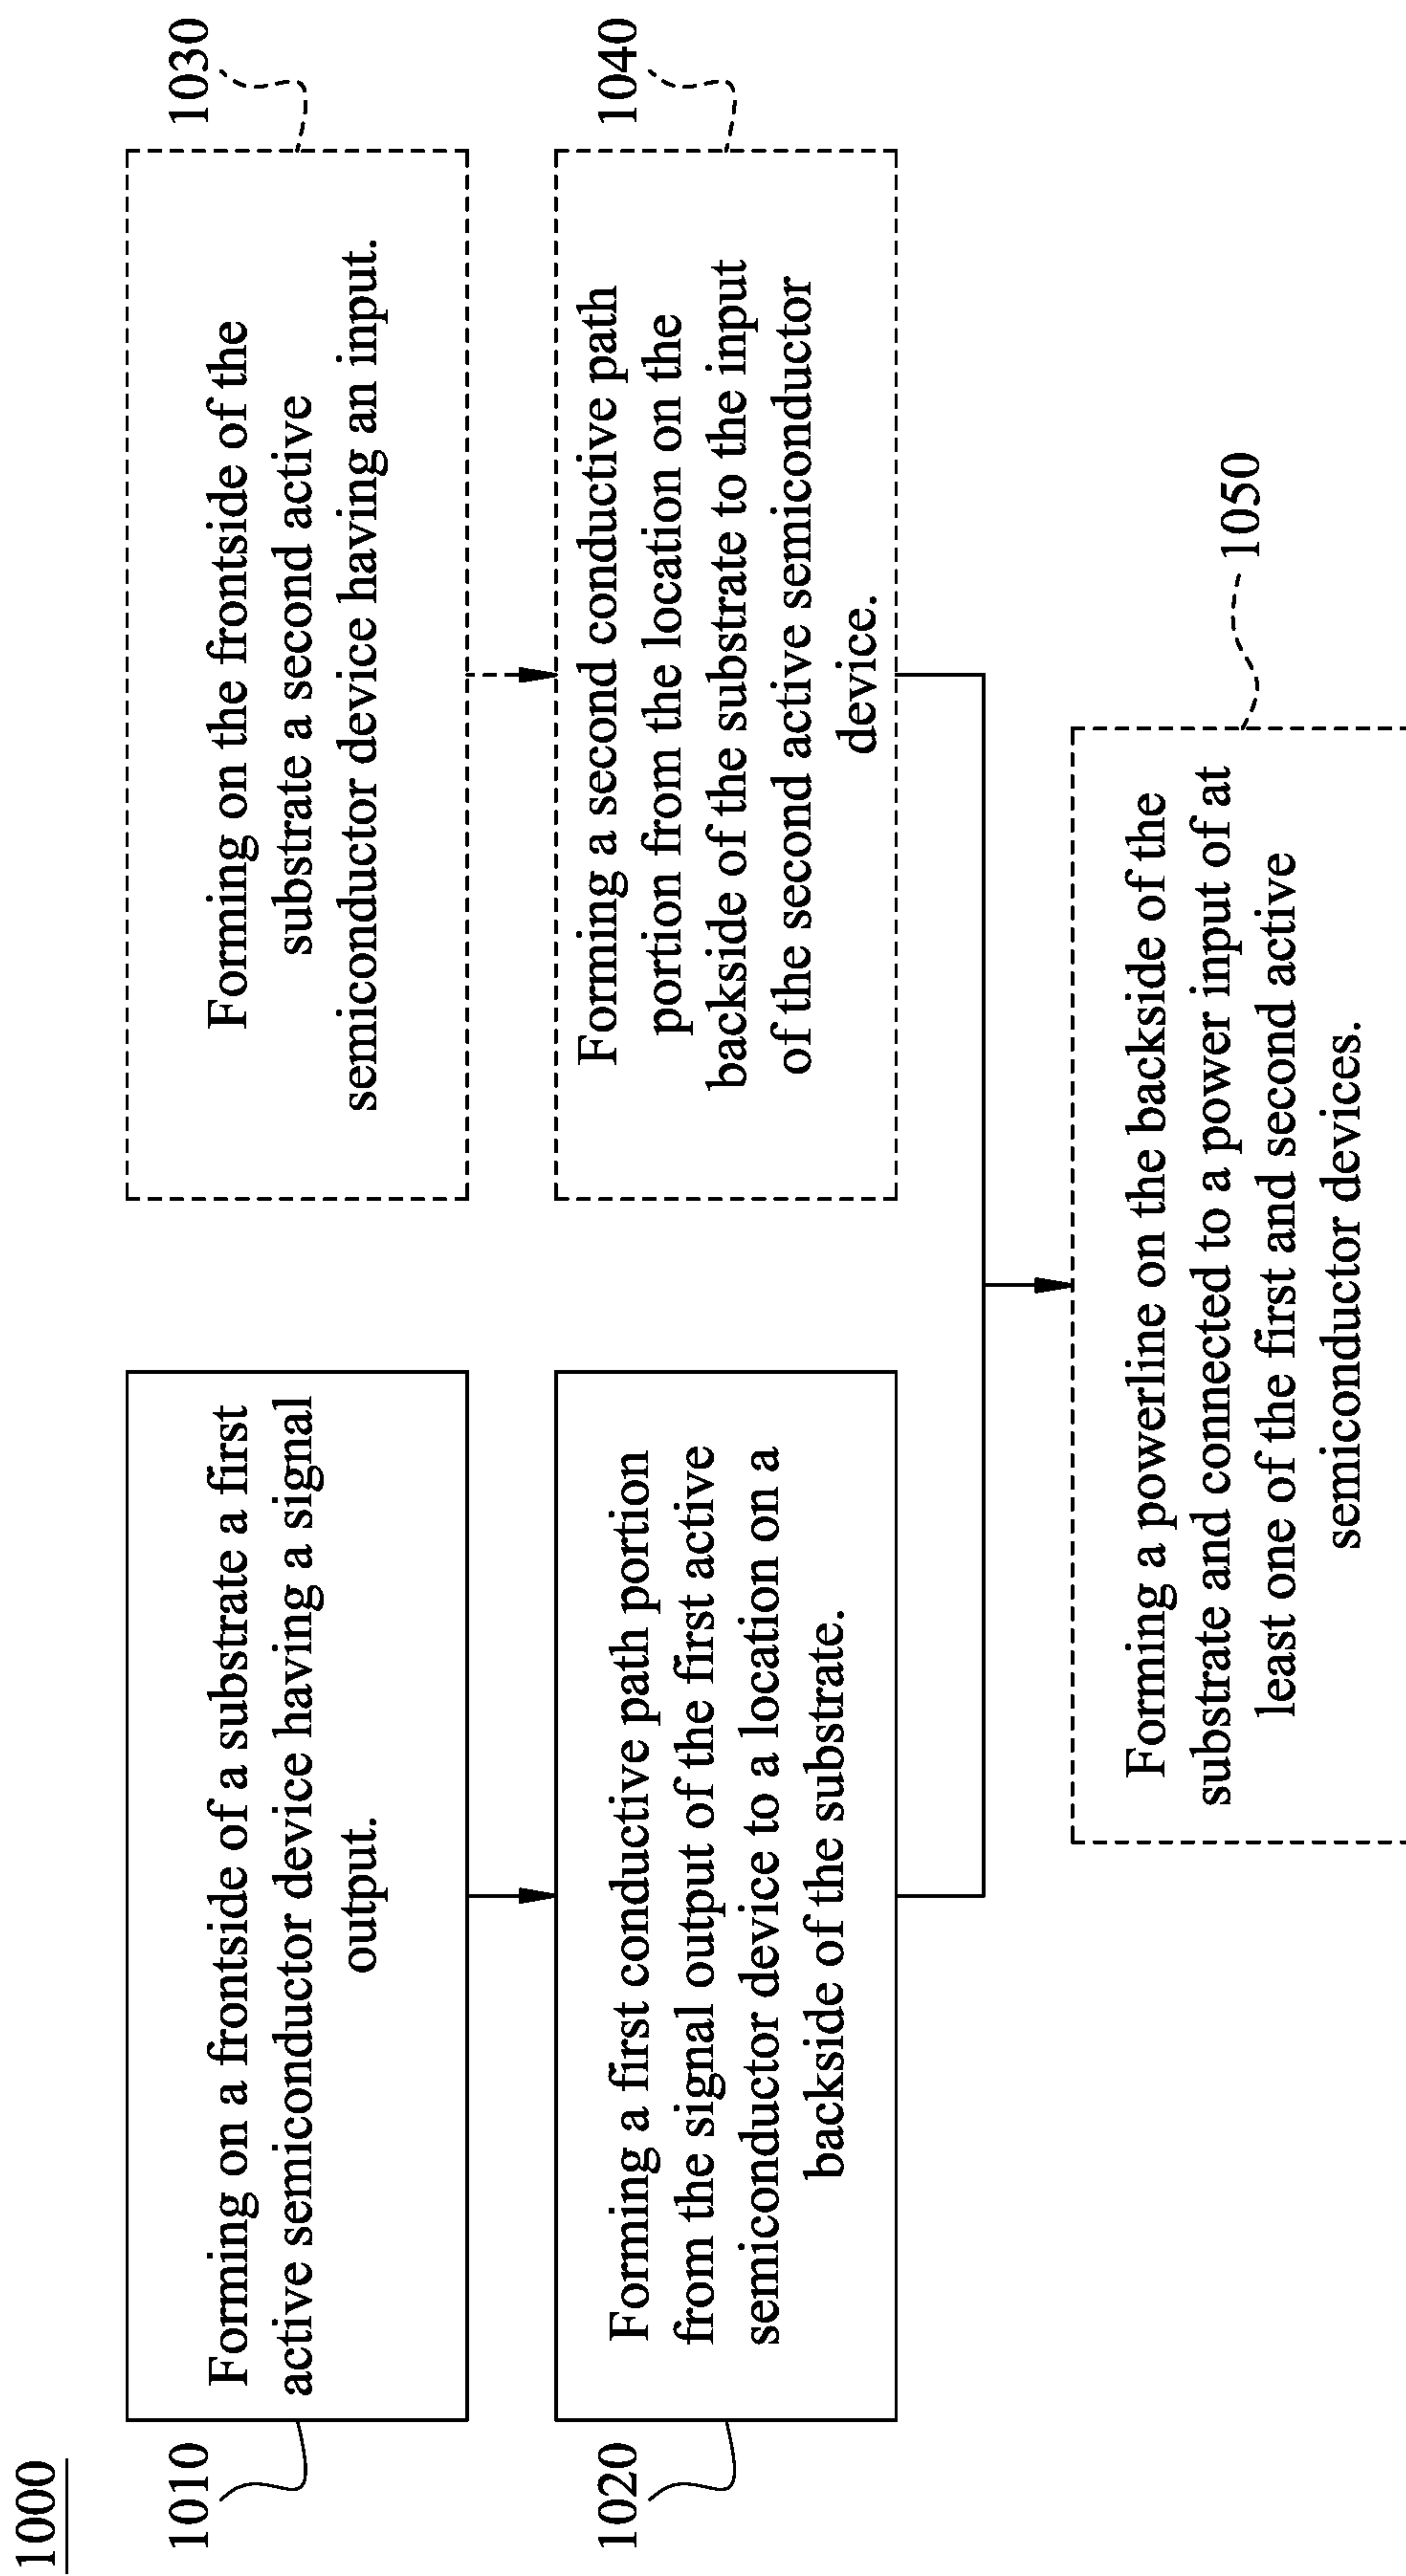 1000
1010
Forming on a frontside of a substrate a first
active semiconductor device having a signal
output.
1020
Forming a first conductive path portion
from the signal output of the first active
semiconductor device to a location on a
backside of the substrate.
1030
Forming on the frontside of the
substrate a second active
semiconductor device having an input.
1040
Forming a second conductive path
portion from the location on the
backside of the substrate to the input
of the second active semiconductor
device.
1050
Forming a powerline on the backside of the
substrate and connected to a power input of at
least one of the first and second active
semiconductor devices.